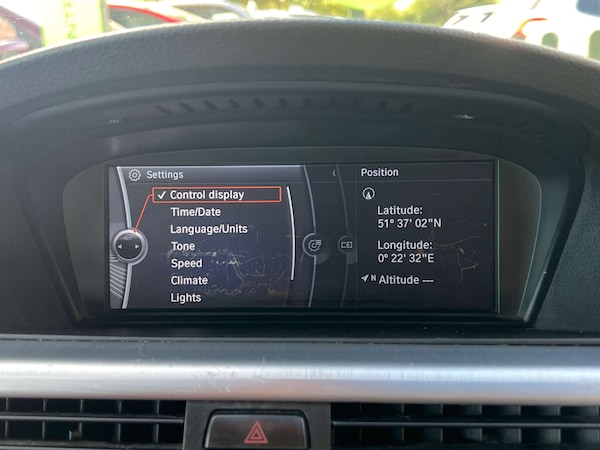 Settings
Control display
Time/Date
Language/Units
Tone
Speed
Climate
Lights
Position
Latitude:
51° 37' 02"N
Longitude:
0° 22' 32"E
N Altitude ---